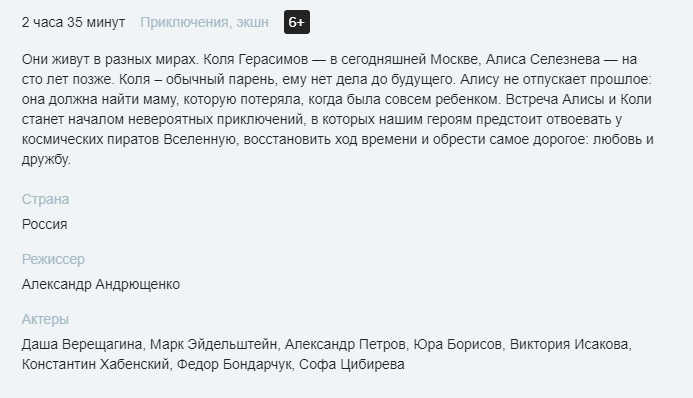 2 часа 35 минут Приключения, экшн 6+
Они живут в разных мирах. Коля Герасимов — в сегодняшней Москве, Алиса Селезнева — на
сто лет позже. Коля – обычный парень, ему нет дела до будущего. Алису не отпускает прошлое:
она должна найти маму, которую потеряла, когда была совсем ребенком. Встреча Алисы и Коли
станет началом невероятных приключений, в которых нашим героям предстоит отвоевать у
космических пиратов Вселенную, восстановить ход времени и обрести самое дорогое: любовь и
дружбу.
Страна
Россия
Режиссер
Александр Андрющенко
Актеры
Даша Верещагина, Марк Эйдельштейн, Александр Петров, Юра Борисов, Виктория Исакова,
Константин Хабенский, Федор Бондарчук, Софа Цибирева